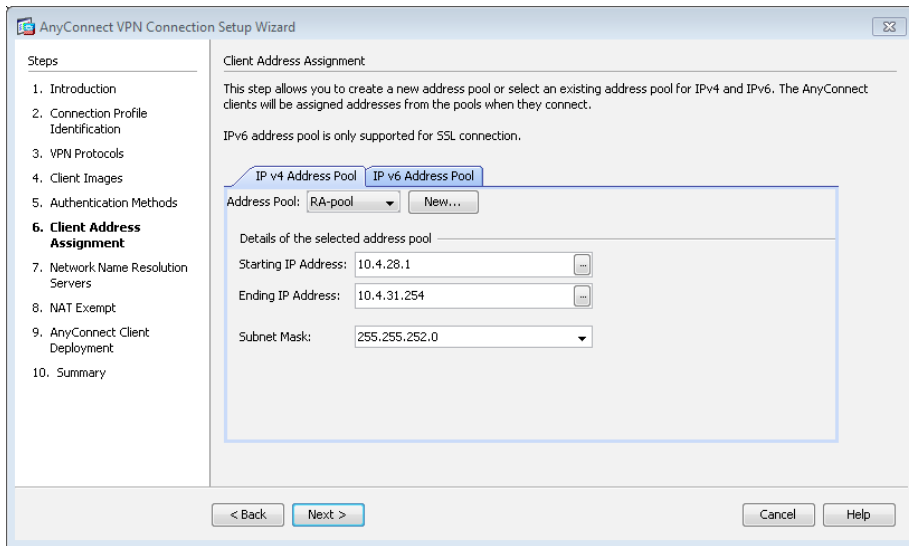 AnyConnect VPN Connection Setup Wizard
Steps
1. Introduction
2. Connection Profile
Identification
3. VPN Protocols
4. Client Images
5. Authentication Methods
6. Client Address
Assignment
7. Network Name Resolution
Servers
8. NAT Exempt
9. AnyConnect Client
Deployment
10. Summary
Client Address Assignment
This step allows you to create a new address pool or select an existing address pool for IPv4 and IPv6. The AnyConnect
clients will be assigned addresses from the pools when they connect.
IPv6 address pool is only supported for SSL connection.
IP v4 Address Pool IP v6 Address Pool
Address Pool: RA-pool New...
Details of the selected address pool
Starting IP Address: 10.4.28.1 ...
Ending IP Address: 10.4.31.254 ...
Subnet Mask: 255.255.252.0
< Back Next > Cancel Help